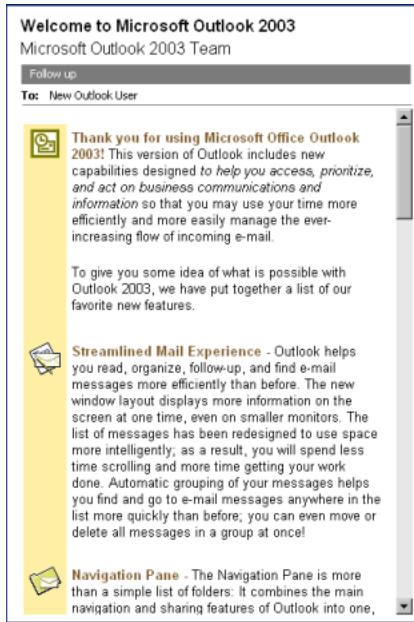 Welcome to Microsoft Outlook 2003
Microsoft Outlook 2003 Team
Follow up
To: New Outlook User
Thank you for using Microsoft Office Outlook
2003! This version of Outlook includes new
capabilities designed to help you access, prioritize,
and act on business communications and
information so that you may use your time more
efficiently and more easily manage the ever-
increasing flow of incoming e-mail.
To give you some idea of what is possible with
Outlook 2003, we have put together a list of our
favorite new features.
Streamlined Mail Experience - Outlook helps
you read, organize, follow-up, and find e-mail
messages more efficiently than before. The new
window layout displays more information on the
screen at one time, even on smaller monitors. The
list of messages has been redesigned to use space
more intelligently; as a result, you will spend less
time scrolling and more time getting your work
done. Automatic grouping of your messages helps
you find and go to e-mail messages anywhere in the
list more quickly than before; you can even move or
delete all messages in a group at once!
Navigation Pane - The Navigation Pane is more
than a simple list of folders: It combines the main
navigation and sharing features of Outlook into one,